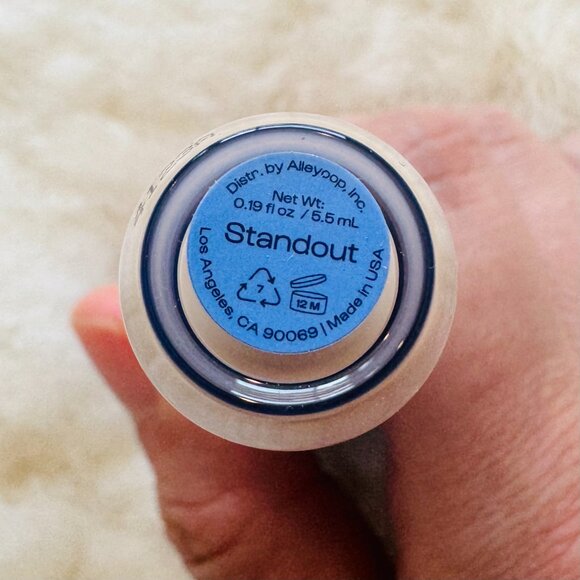 Distr. by Alleyoop, Inc.
Net Wt:
0.19 fl oz / 5.5 mL
Standout
7
12 M
Los Angeles, CA 90069 | Made in USA